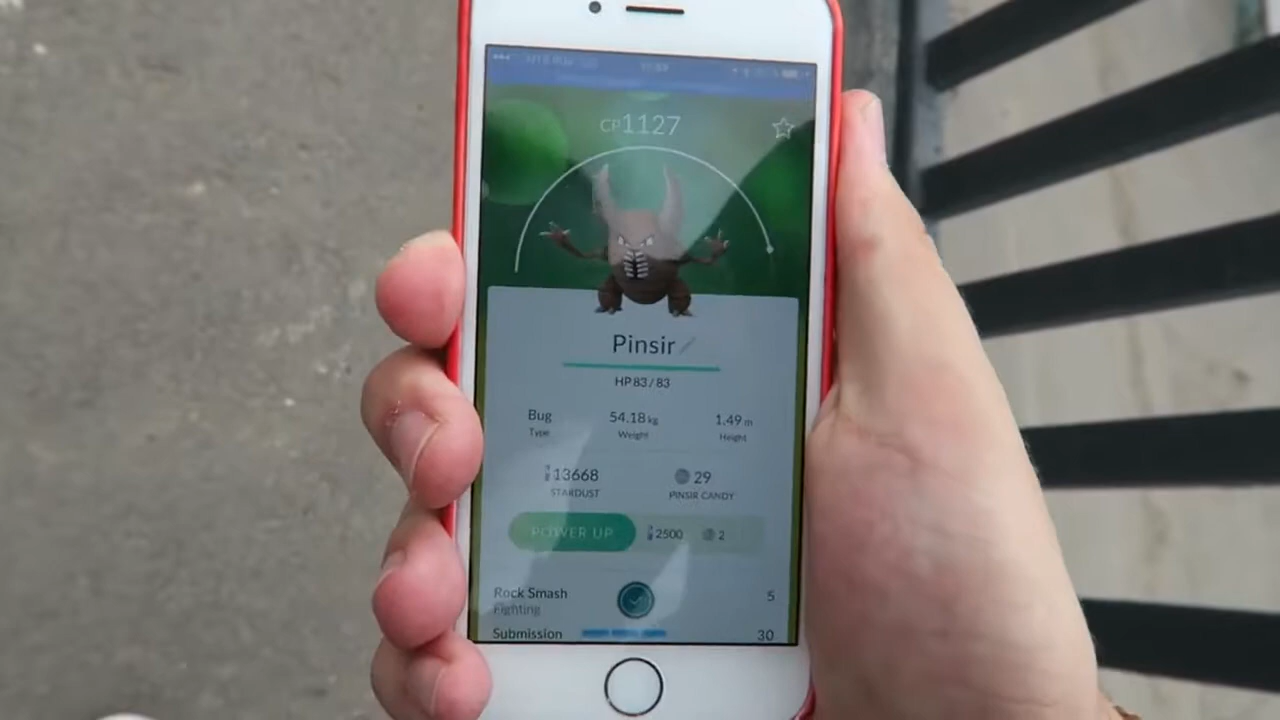 CP1127
Pinsir
HP 83 / 83
Bug 54.18 kg 1.49 m
Type Weight Height
13668 29
STARDUST PINSIR CANDY
POWER UP 2500 2
Rock Smash 5
Fighting
Submission 30